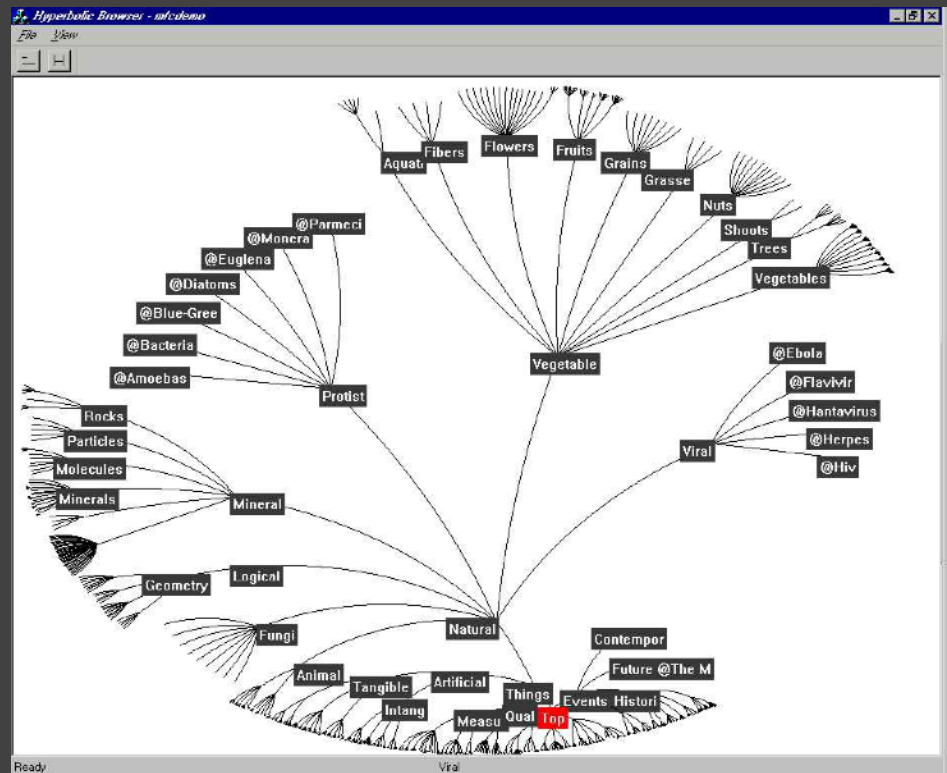 Hyperbolic Browser - mfcdemo
File View
Aquat
Fibers
Flowers
Fruits
Grains
Grasse
Nuts
Shoots
Trees
Vegetables
@Parmeci
@Monera
@Euglena
@Diatoms
@Blue-Gree
@Bacteria
@Amoebas
Protist
Vegetable
@Ebola
@Flavivir
@Hantavirus
@Herpes
@Hiv
Viral
Rocks
Particles
Molecules
Minerals
Mineral
Geometry
Logical
Fungi
Natural
Contempor
Future @The M
Animal
Tangible
Artificial
Intang
Things
Events Histori
Measu Qual Top
Ready Viral